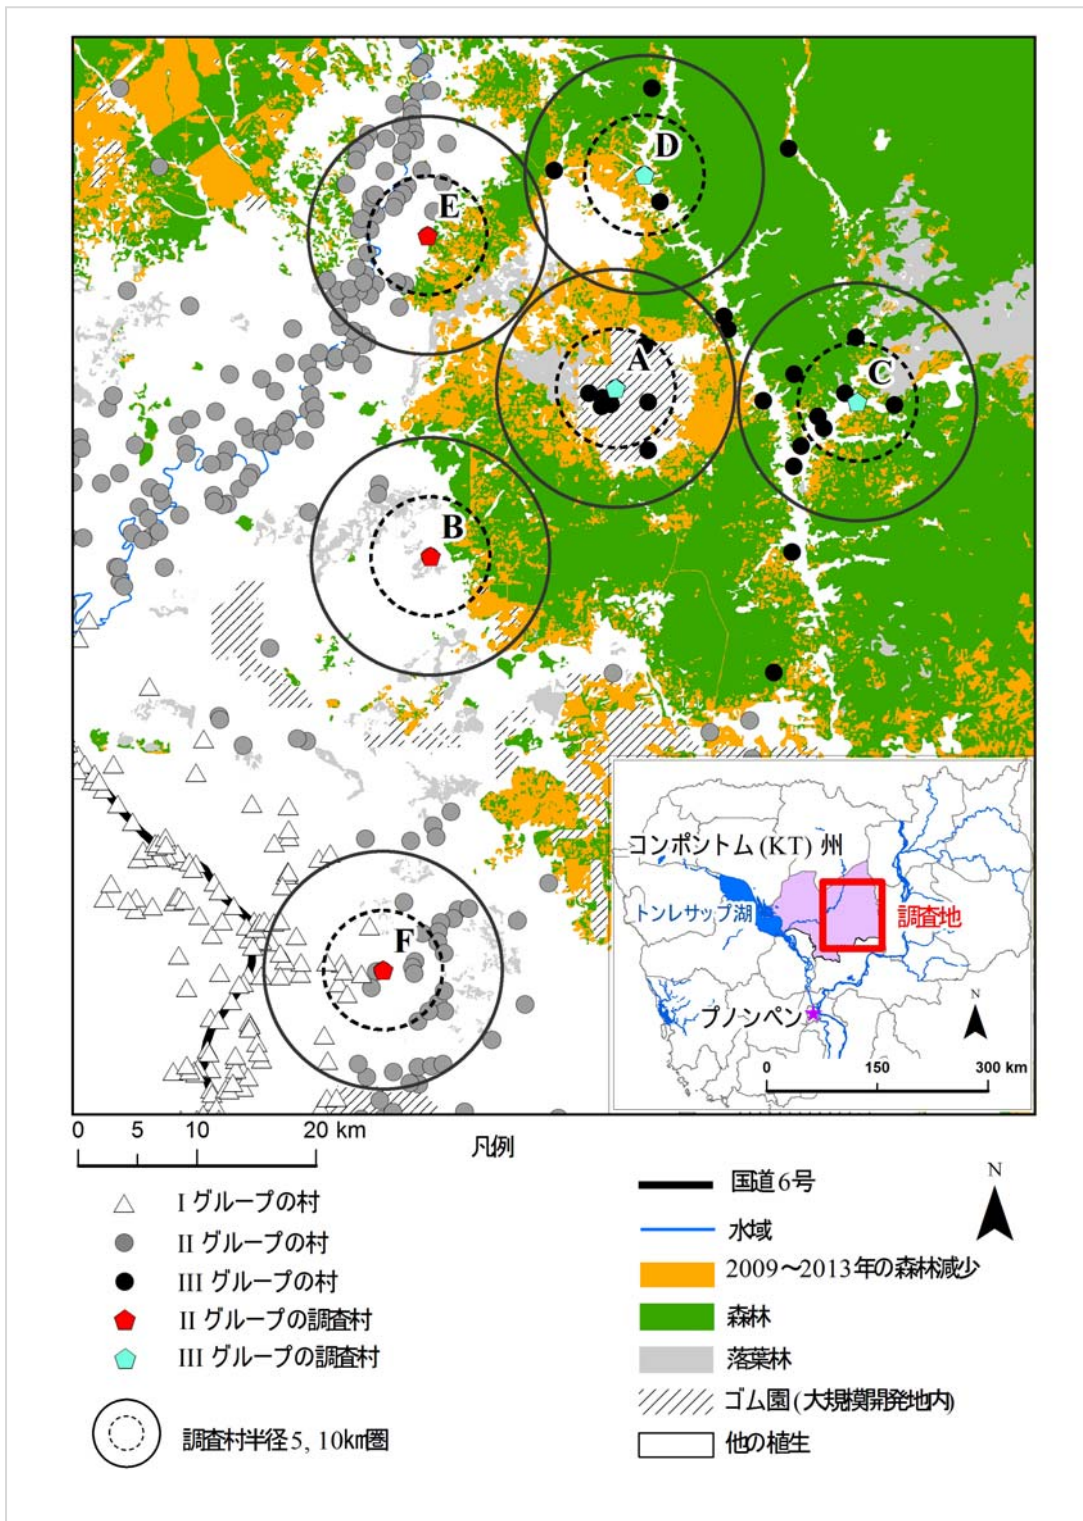 D
E
A
C
B
F
コンポントム (KT) 州
トンレサップ湖
調査地
プノンペン
N
0 150 300 km
0 5 10 20 km
凡例
I グループの村
II グループの村
III グループの村
II グループの調査村
III グループの調査村
調査村半径 5, 10km圏
国道 6号
水域
2009〜2013 年の森林減少
森林
落葉林
ゴム園 (大規模開発地内)
他の植生
N